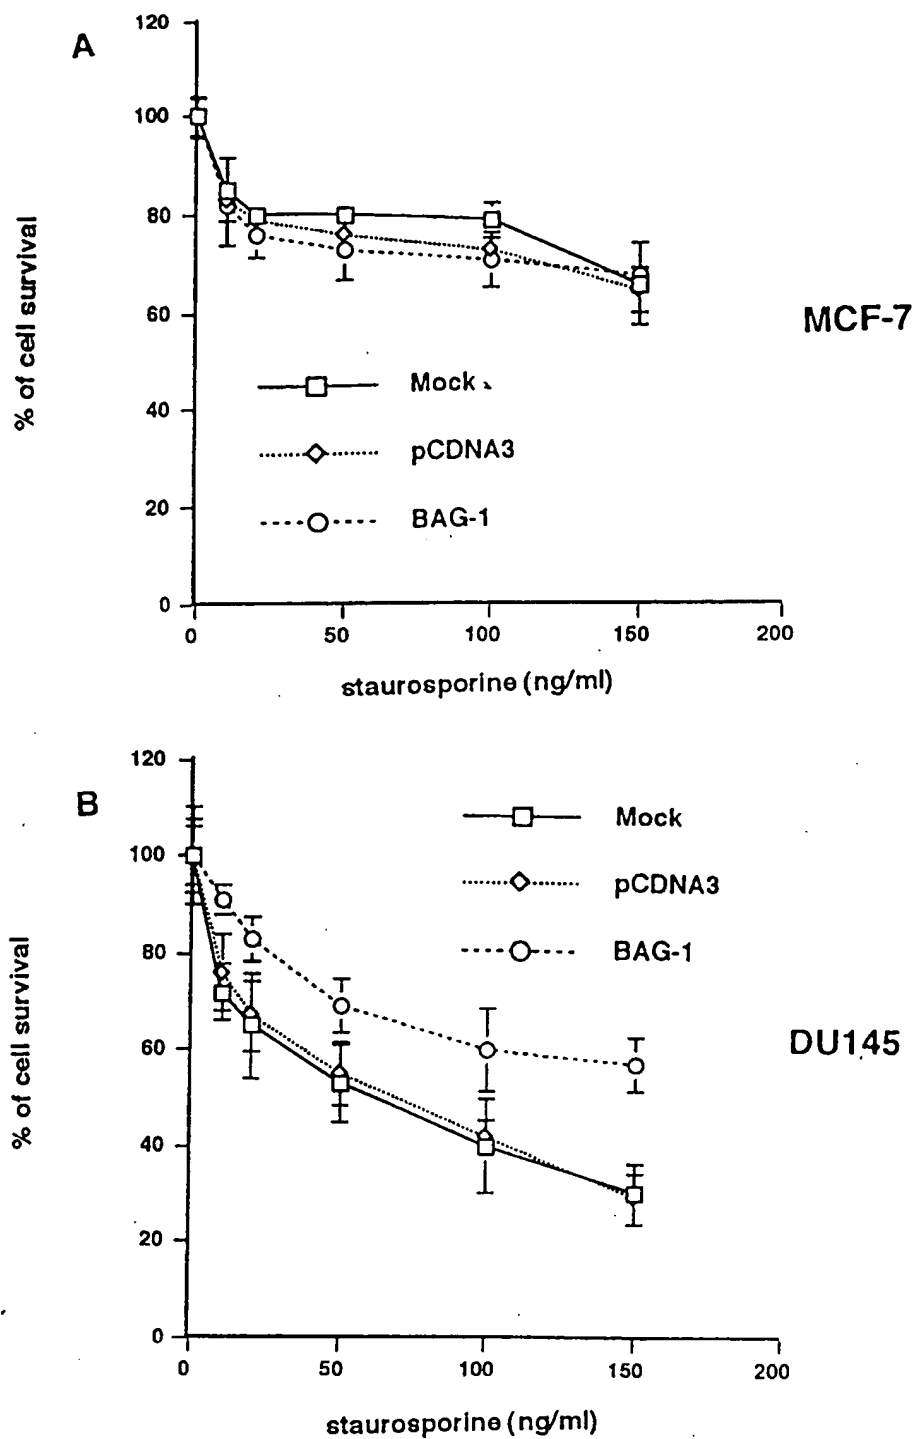 A
120
100
80
60
40
20
0
% of cell survival
Mock
pCDNA3
BAG-1
MCF-7
0 50 100 150 200
staurosporine (ng/ml)
B
120
100
80
60
40
20
0
% of cell survival
Mock
pCDNA3
BAG-1
DU145
0 50 100 150 200
staurosporine (ng/ml)